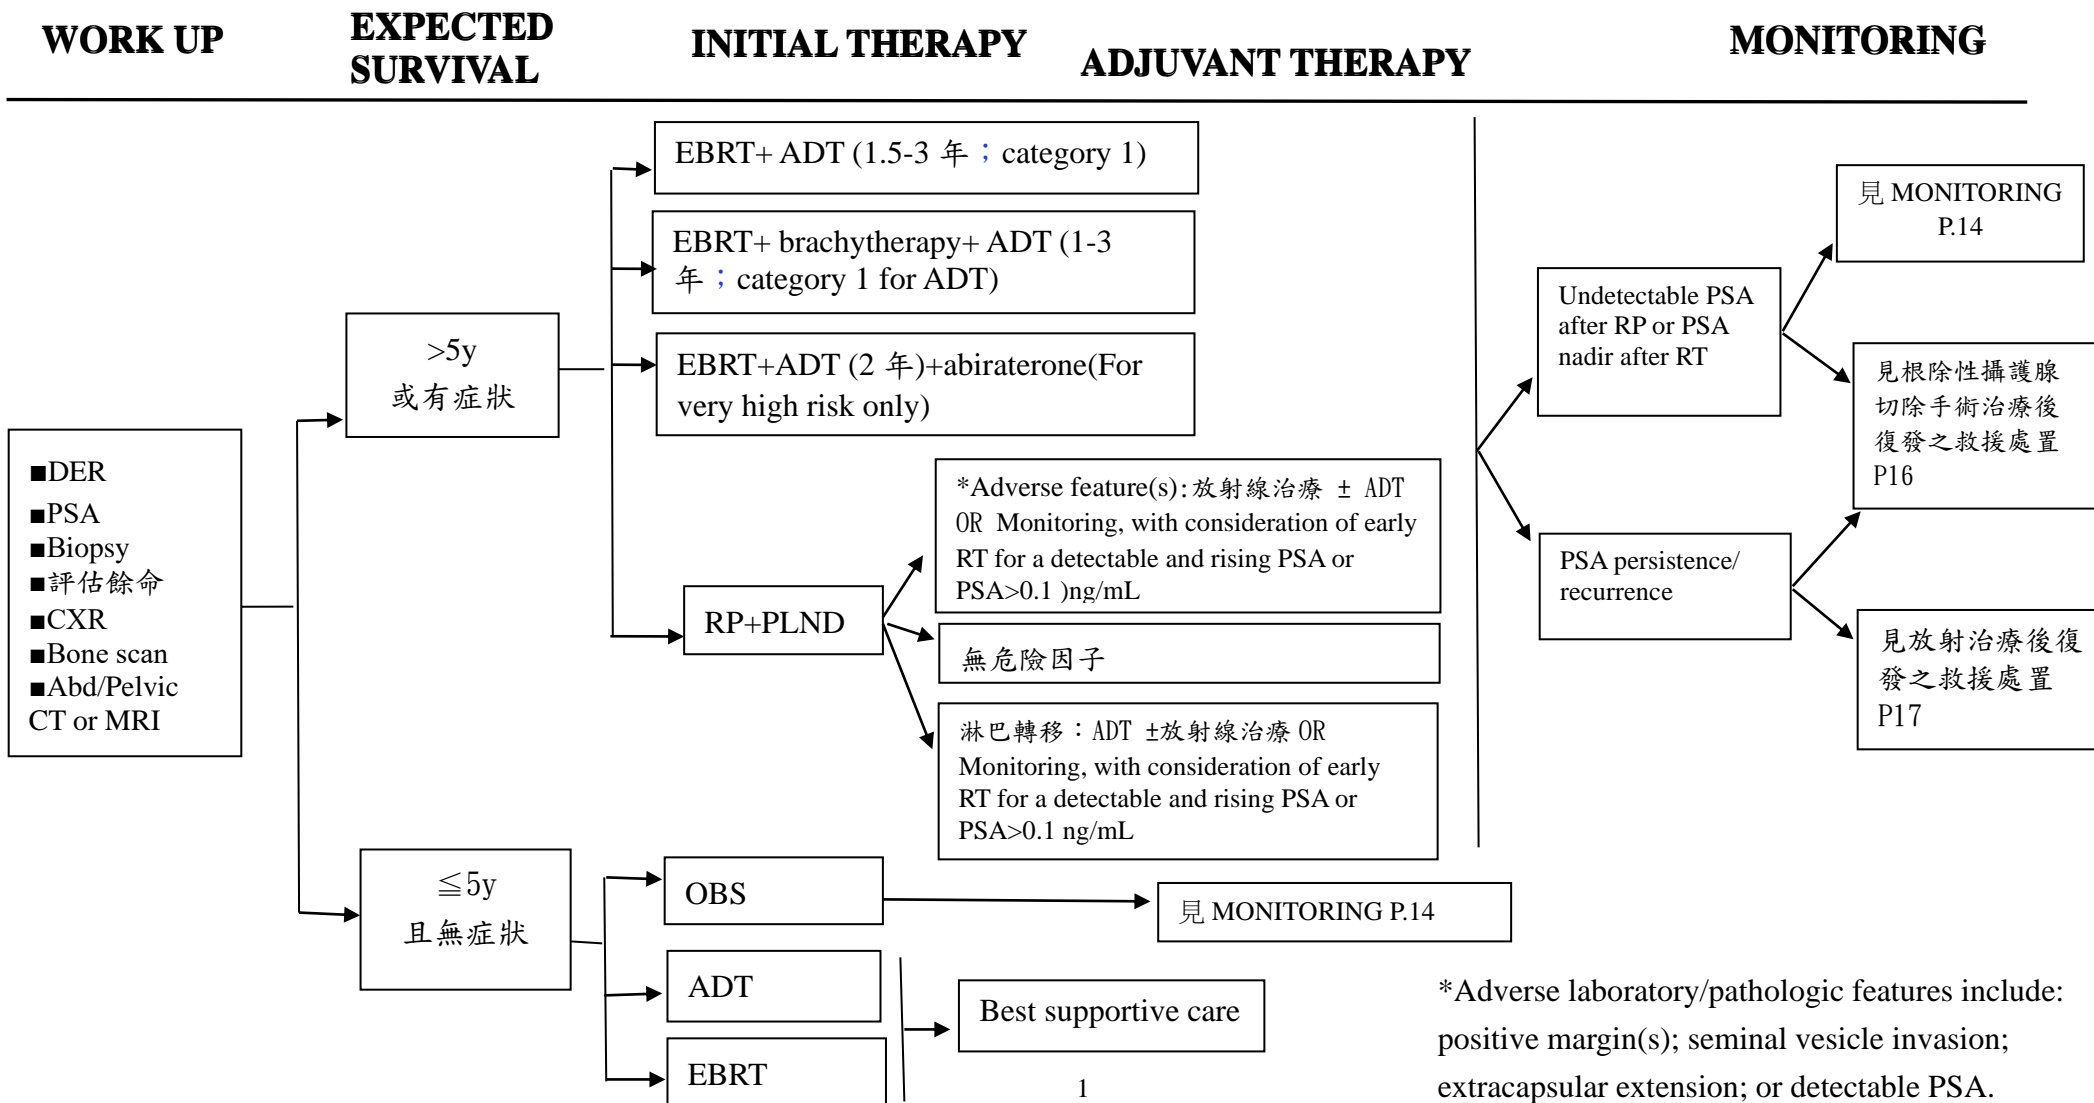 WORK UP
EXPECTED
SURVIVAL
INITIAL THERAPY
ADJUVANT THERAPY
MONITORING
■DER
■PSA
■Biopsy
■評估餘命
■CXR
■Bone scan
■Abd/Pelvic
CT or MRI
>5y
或有症狀
EBRT+ ADT (1.5-3 年；category 1)
EBRT+ brachytherapy+ ADT (1-3
年；category 1 for ADT)
EBRT+ADT (2 年)+abiraterone(For
very high risk only)
RP+PLND
*Adverse feature(s):放射線治療 ± ADT
OR Monitoring, with consideration of early
RT for a detectable and rising PSA or
PSA>0.1 )ng/mL
無危險因子
淋巴轉移：ADT ±放射線治療 OR
Monitoring, with consideration of early
RT for a detectable and rising PSA or
PSA>0.1 ng/mL
Undetectable PSA
after RP or PSA
nadir after RT
PSA persistence/
recurrence
見 MONITORING
P.14
見根除性攝護腺
切除手術治療後
復發之救援處置
P16
見放射治療後復
發之救援處置
P17
≦5y
且無症狀
OBS
見 MONITORING P.14
ADT
EBRT
Best supportive care
*Adverse laboratory/pathologic features include:
positive margin(s); seminal vesicle invasion;
extracapsular extension; or detectable PSA.
1